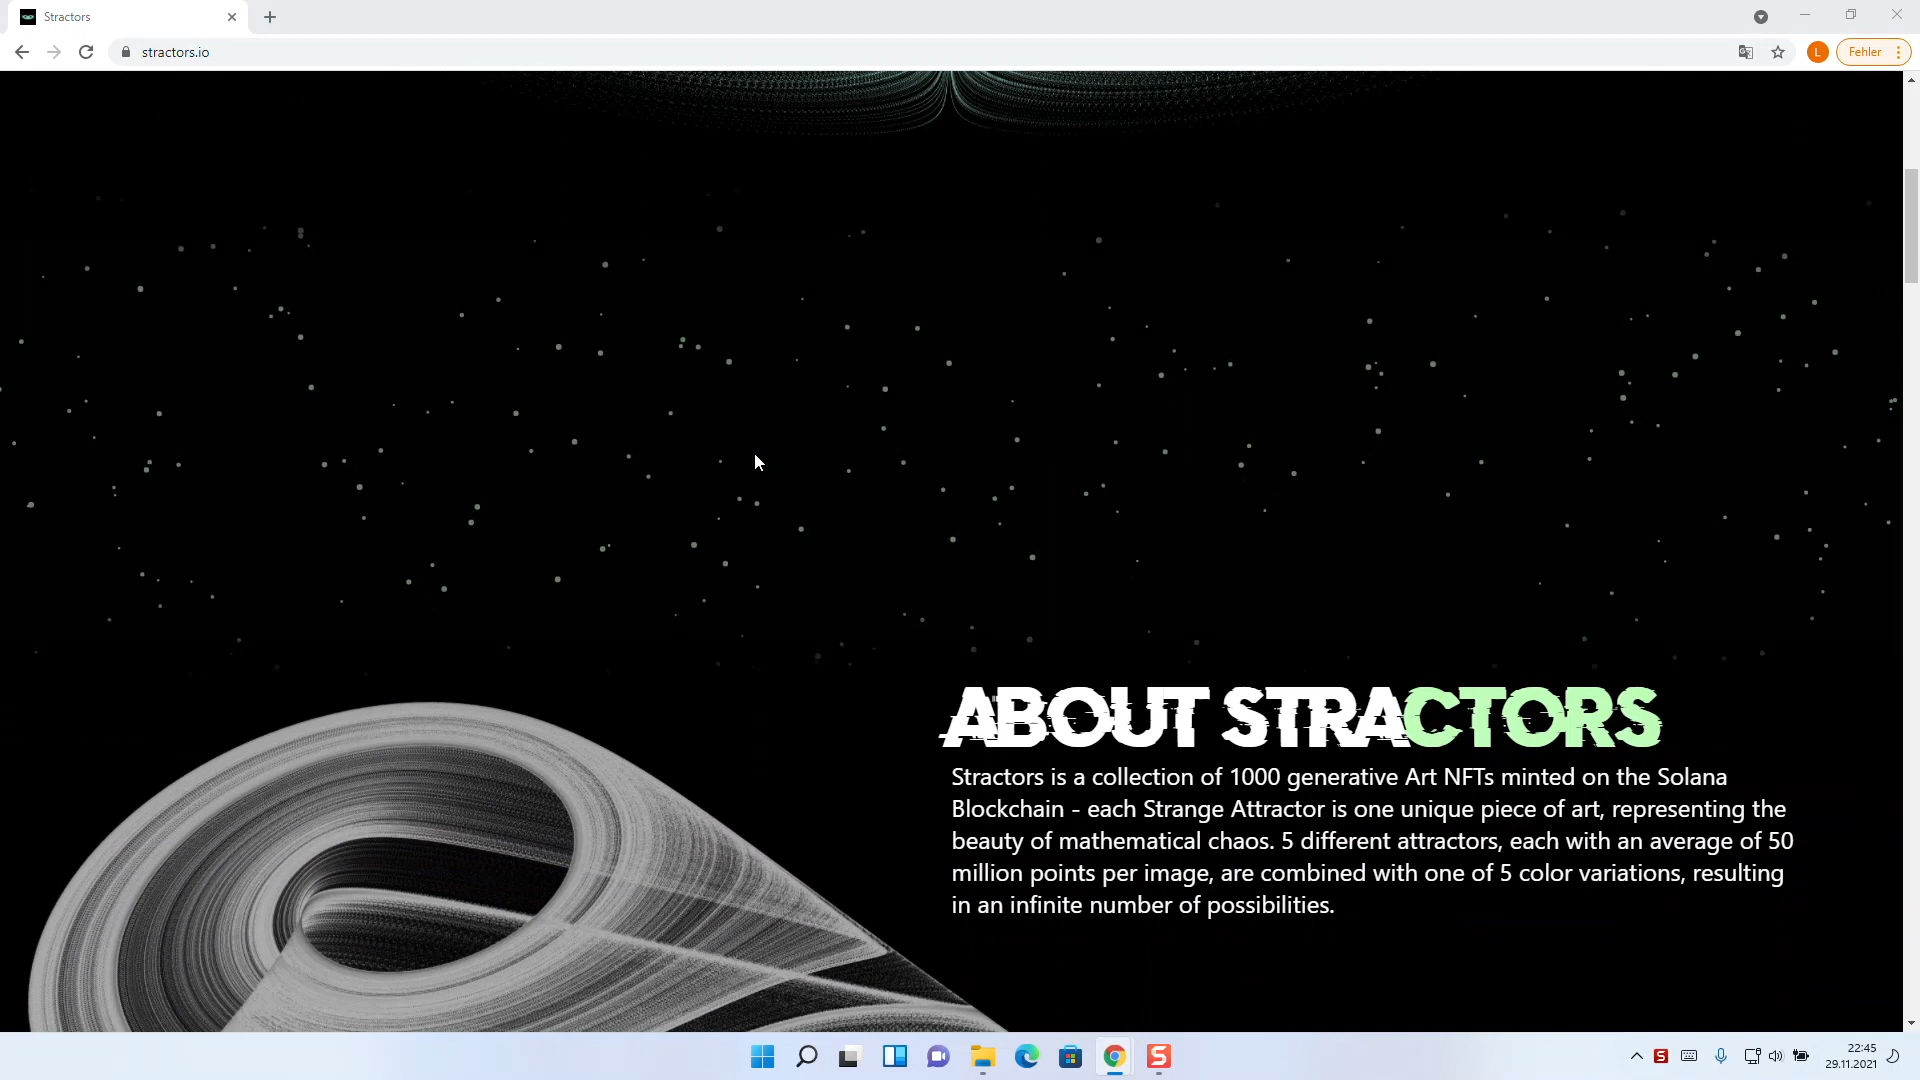 Stractors
stractors.io
L
Fehler
ABOUT STRACTORS
Stractors is a collection of 1000 generative Art NFTs minted on the Solana
Blockchain - each Strange Attractor is one unique piece of art, representing the
beauty of mathematical chaos. 5 different attractors, each with an average of 50
million points per image, are combined with one of 5 color variations, resulting
in an infinite number of possibilities.
S
S
22:45
29.11.2021